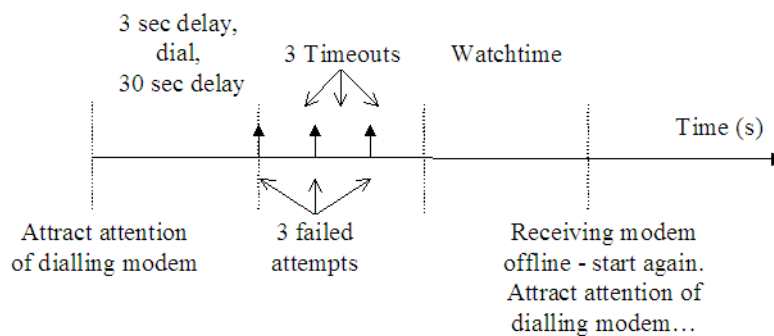 3 sec delay,
dial,
30 sec delay
3 Timeouts
Watchtime
Time (s)
Attract attention
of dialling modem
3 failed
attempts
Receiving modem
offline - start again.
Attract attention of
dialling modem…